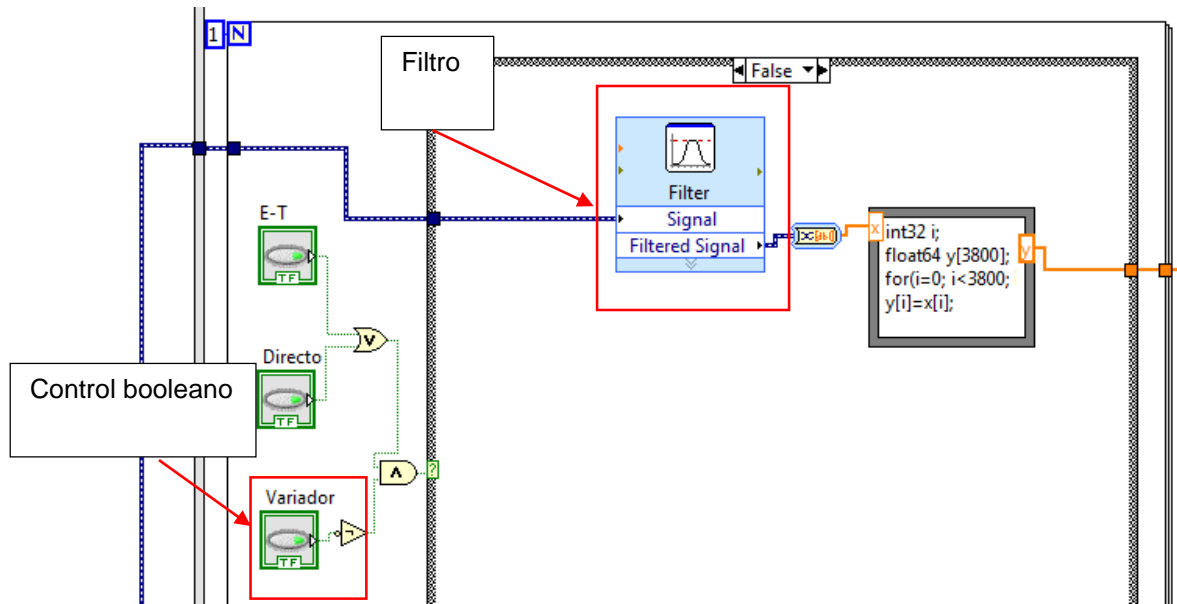 1 N
Filtro
False
Filter
Signal
Filtered Signal
E-T
TF
Directo
TF
Control booleano
?
Variador
TF
x
int32 i;
float64 y[3800];
for(i=0; i<3800;
y[i]=x[i];
y